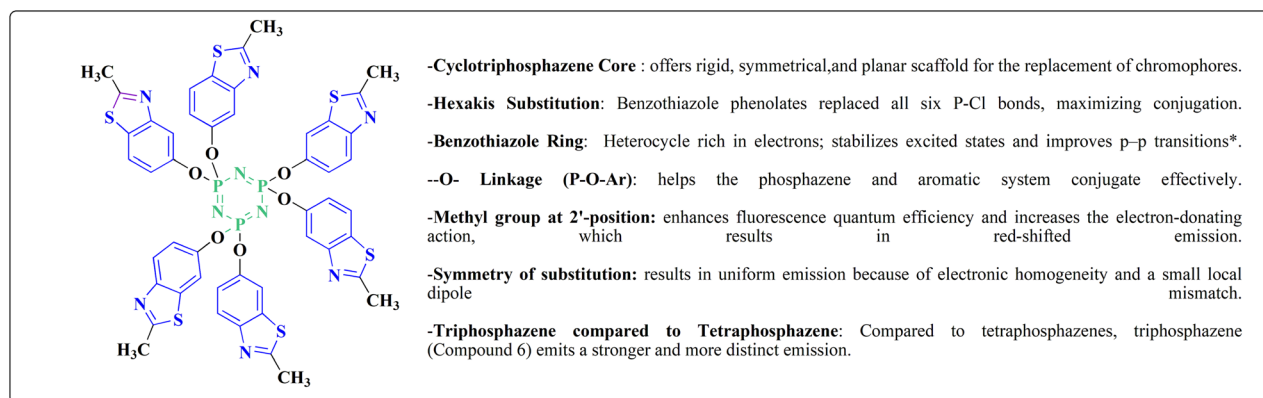 CH₃
S
N
H₃C
N
S
CH₃
S
N
O
O
O
P
N
P
N
N
P
O
O
O
S
N
CH₃
N
S
CH₃
S
N
CH₃
-Cyclotriphosphazene Core : offers rigid, symmetrical,and planar scaffold for the replacement of chromophores.
-Hexakis Substitution: Benzothiazole phenolates replaced all six P-Cl bonds, maximizing conjugation.
-Benzothiazole Ring: Heterocycle rich in electrons; stabilizes excited states and improves p–p transitions*.
--O- Linkage (P-O-Ar): helps the phosphazene and aromatic system conjugate effectively.
-Methyl group at 2'-position: enhances fluorescence quantum efficiency and increases the electron-donating
action, which results in red-shifted emission.
-Symmetry of substitution: results in uniform emission because of electronic homogeneity and a small local
dipole mismatch.
-Triphosphazene compared to Tetraphosphazene: Compared to tetraphosphazenes, triphosphazene
(Compound 6) emits a stronger and more distinct emission.